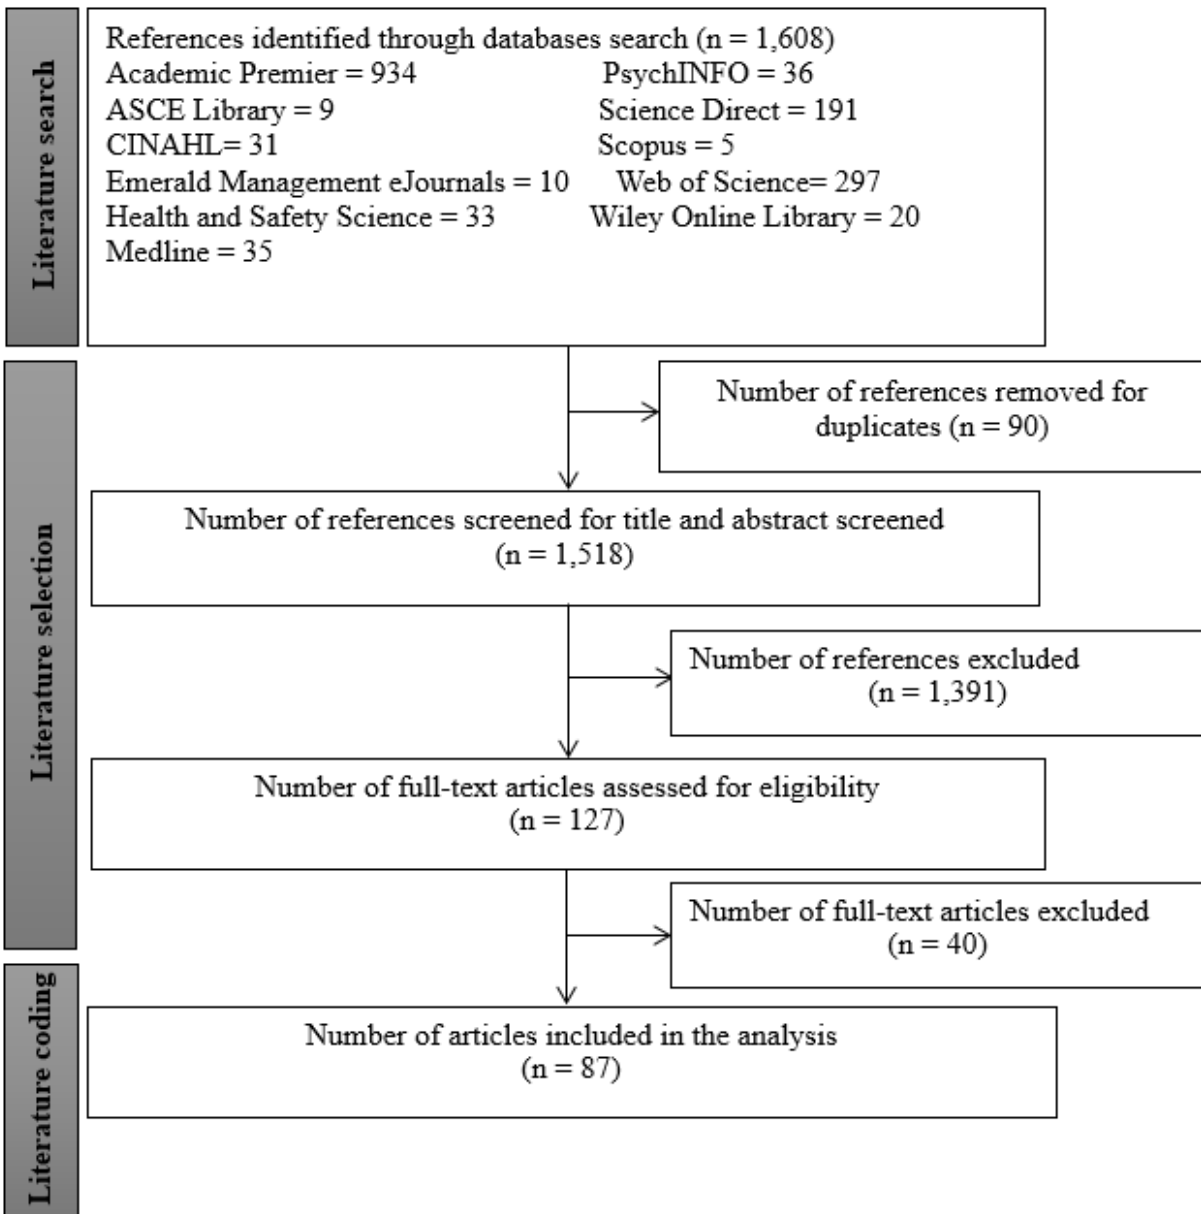 Literature search
References identified through databases search (n = 1,608)
Academic Premier = 934 PsychINFO = 36
ASCE Library = 9 Science Direct = 191
CINAHL= 31 Scopus = 5
Emerald Management eJournals = 10 Web of Science= 297
Health and Safety Science = 33 Wiley Online Library = 20
Medline = 35
Literature selection
Number of references removed for
duplicates (n = 90)
Number of references screened for title and abstract screened
(n = 1,518)
Number of references excluded
(n = 1,391)
Number of full-text articles assessed for eligibility
(n = 127)
Number of full-text articles excluded
(n = 40)
Literature coding
Number of articles included in the analysis
(n = 87)